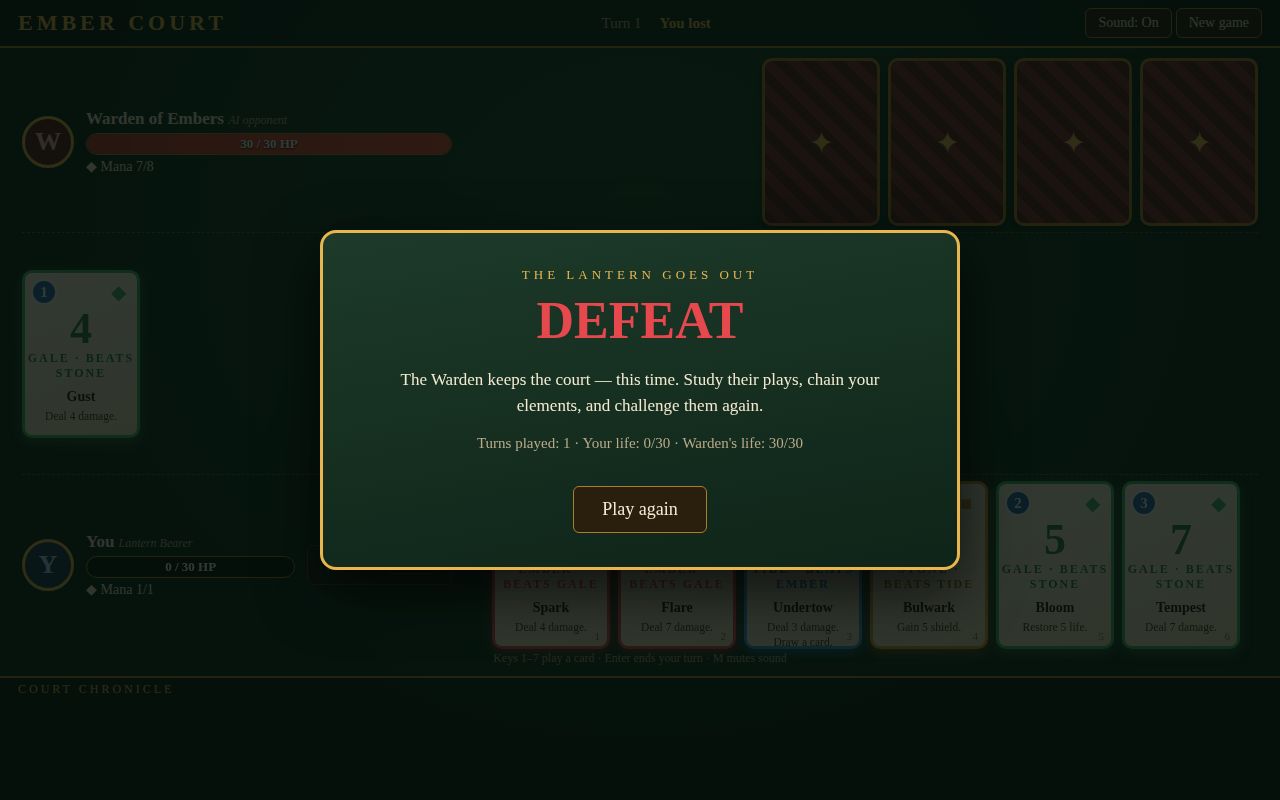 EMBER COURT
Turn 1 You lost
Sound: On
New game
W
Warden of Embers AI opponent
30 / 30 HP
◆ Mana 7/8
1
4
GALE · BEATS
STONE
Gust
Deal 4 damage.
THE LANTERN GOES OUT
DEFEAT
The Warden keeps the court — this time. Study their plays, chain your
elements, and challenge them again.
Turns played: 1 · Your life: 0/30 · Warden's life: 30/30
Play again
Y
You Lantern Bearer
0 / 30 HP
◆ Mana 1/1
BEATS GALE
Spark
Deal 4 damage.
1
BEATS GALE
Flare
Deal 7 damage.
2
EMBER
Undertow
Deal 3 damage.
Draw a card.
3
BEATS TIDE
Bulwark
Gain 5 shield.
4
2
5
GALE · BEATS
STONE
Bloom
Restore 5 life.
5
3
7
GALE · BEATS
STONE
Tempest
Deal 7 damage.
6
Keys 1–7 play a card · Enter ends your turn · M mutes sound
COURT CHRONICLE